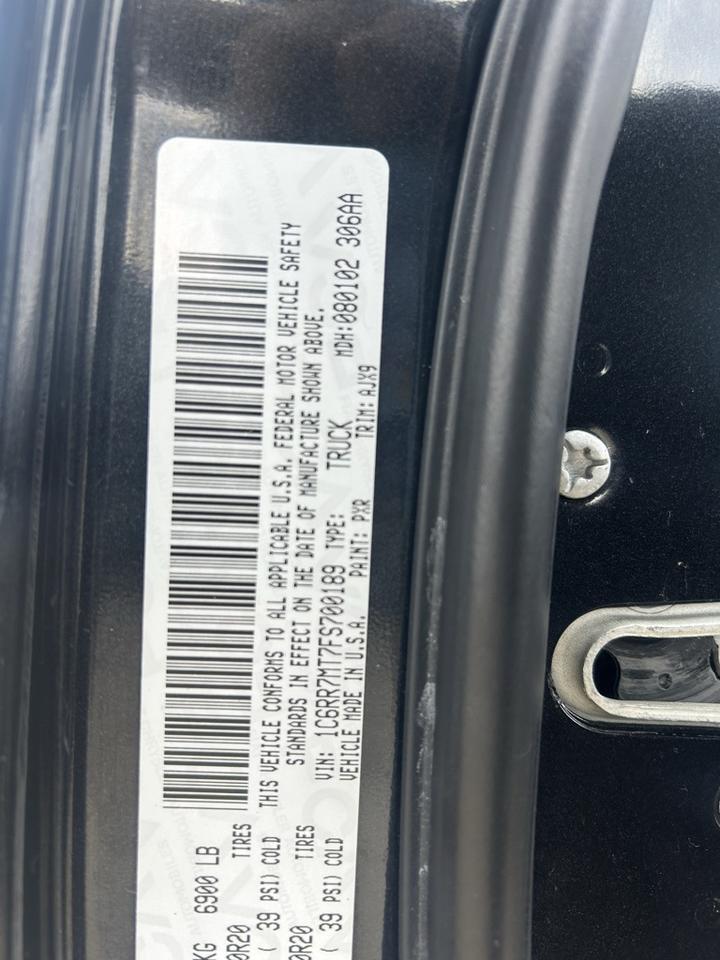 KG 6900 LB
0R20 TIRES
( 39 PSI) COLD
THIS VEHICLE CONFORMS TO ALL APPLICABLE U.S.A. FEDERAL MOTOR VEHICLE SAFETY
STANDARDS IN EFFECT ON THE DATE OF MANUFACTURE SHOWN ABOVE.
0R20 TIRES
( 39 PSI) COLD
VIN: 1C6RR7MT7FS700189 TYPE: TRUCK MDH:080102 306AA
VEHICLE MADE IN U.S.A. PAINT: PXR TRIM: AJX9